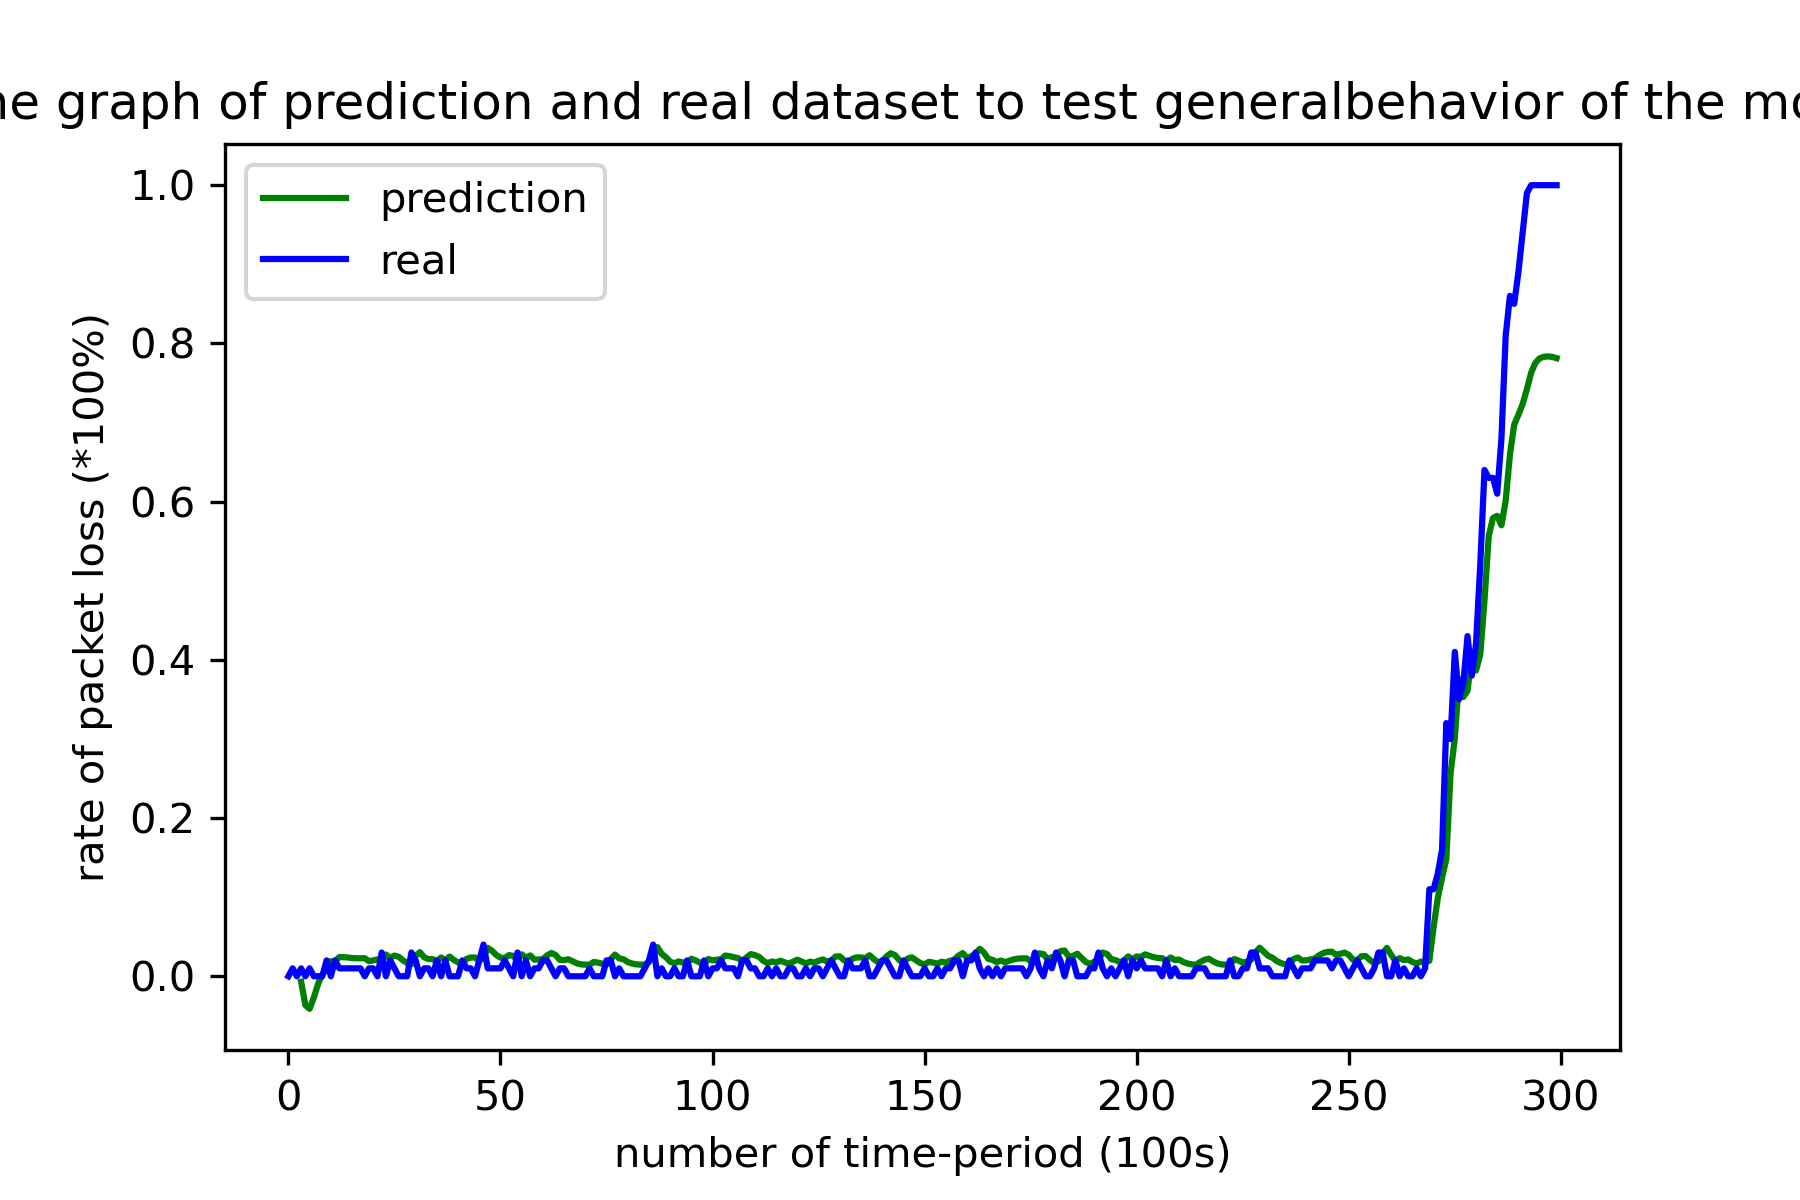 graph of prediction and real dataset to test generalbehavior of the
prediction
real
1.0
0.8
0.6
0.4
0.2
0.0
rate of packet loss (*100%)
0 50 100 150 200 250 300
number of time-period (100s)